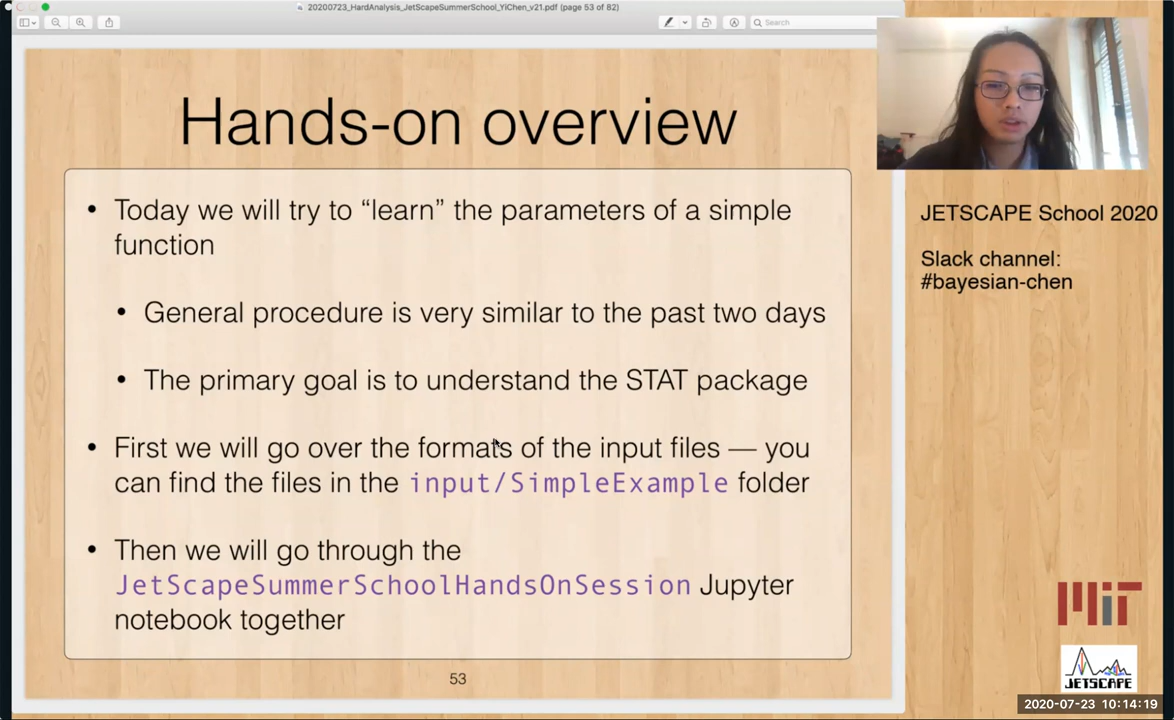 20200723_HardAnalysis_JetScapeSummerSchool_YiChen_v21.pdf (page 53 of 82)
Search
Hands-on overview
• Today we will try to “learn” the parameters of a simple
function
• General procedure is very similar to the past two days
• The primary goal is to understand the STAT package
• First we will go over the formats of the input files — you
can find the files in the input/SimpleExample folder
• Then we will go through the
JetScapeSummerSchoolHandsOnSession Jupyter
notebook together
53
JETSCAPE School 2020
Slack channel:
#bayesian-chen
MIT
JETSCAPE
2020-07-23 10:14:19